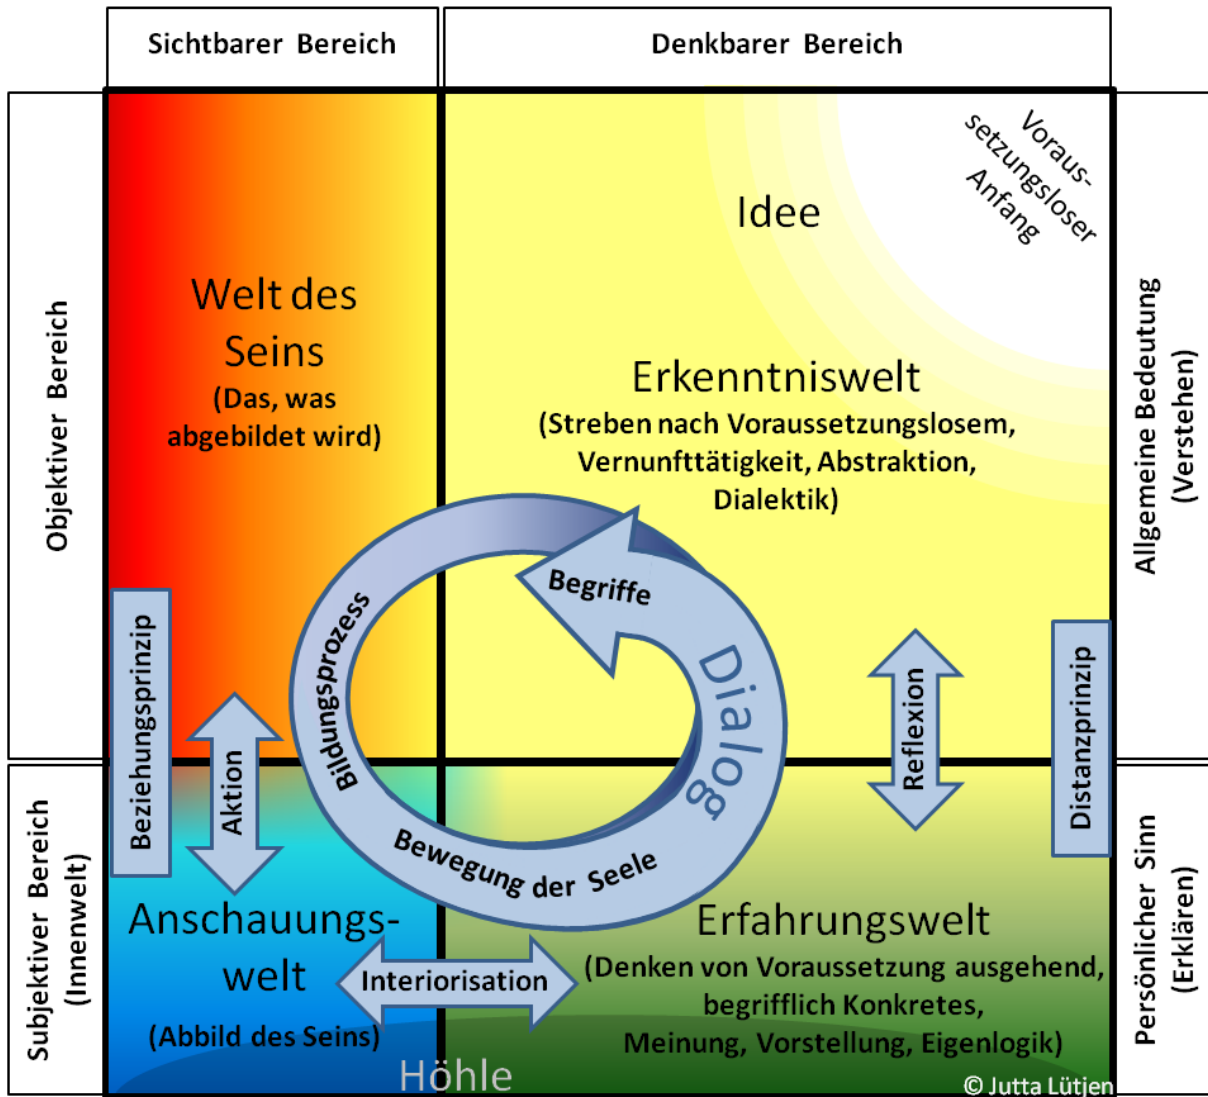 Sichtbarer Bereich
Denkbarer Bereich
Objektiver Bereich
Subjektiver Bereich
(Innenwelt)
Welt des
Seins
(Das, was
abgebildet wird)
Idee
Voraus-
setzungsloser
Anfang
Erkenntniswelt
(Streben nach Voraussetzungslosem,
Vernunfttätigkeit, Abstraktion,
Dialektik)
Allgemeine Bedeutung
(Verstehen)
Persönlicher Sinn
(Erklären)
Beziehungsprinzip
Aktion
Bildungsprozess
Begriffe
Dialog
Bewegung der Seele
Reflexion
Distanzprinzip
Anschauungs-
welt
(Abbild des Seins)
Interiorisation
Erfahrungswelt
(Denken von Voraussetzung ausgehend,
begrifflich Konkretes,
Meinung, Vorstellung, Eigenlogik)
Höhle
© Jutta Lütjen